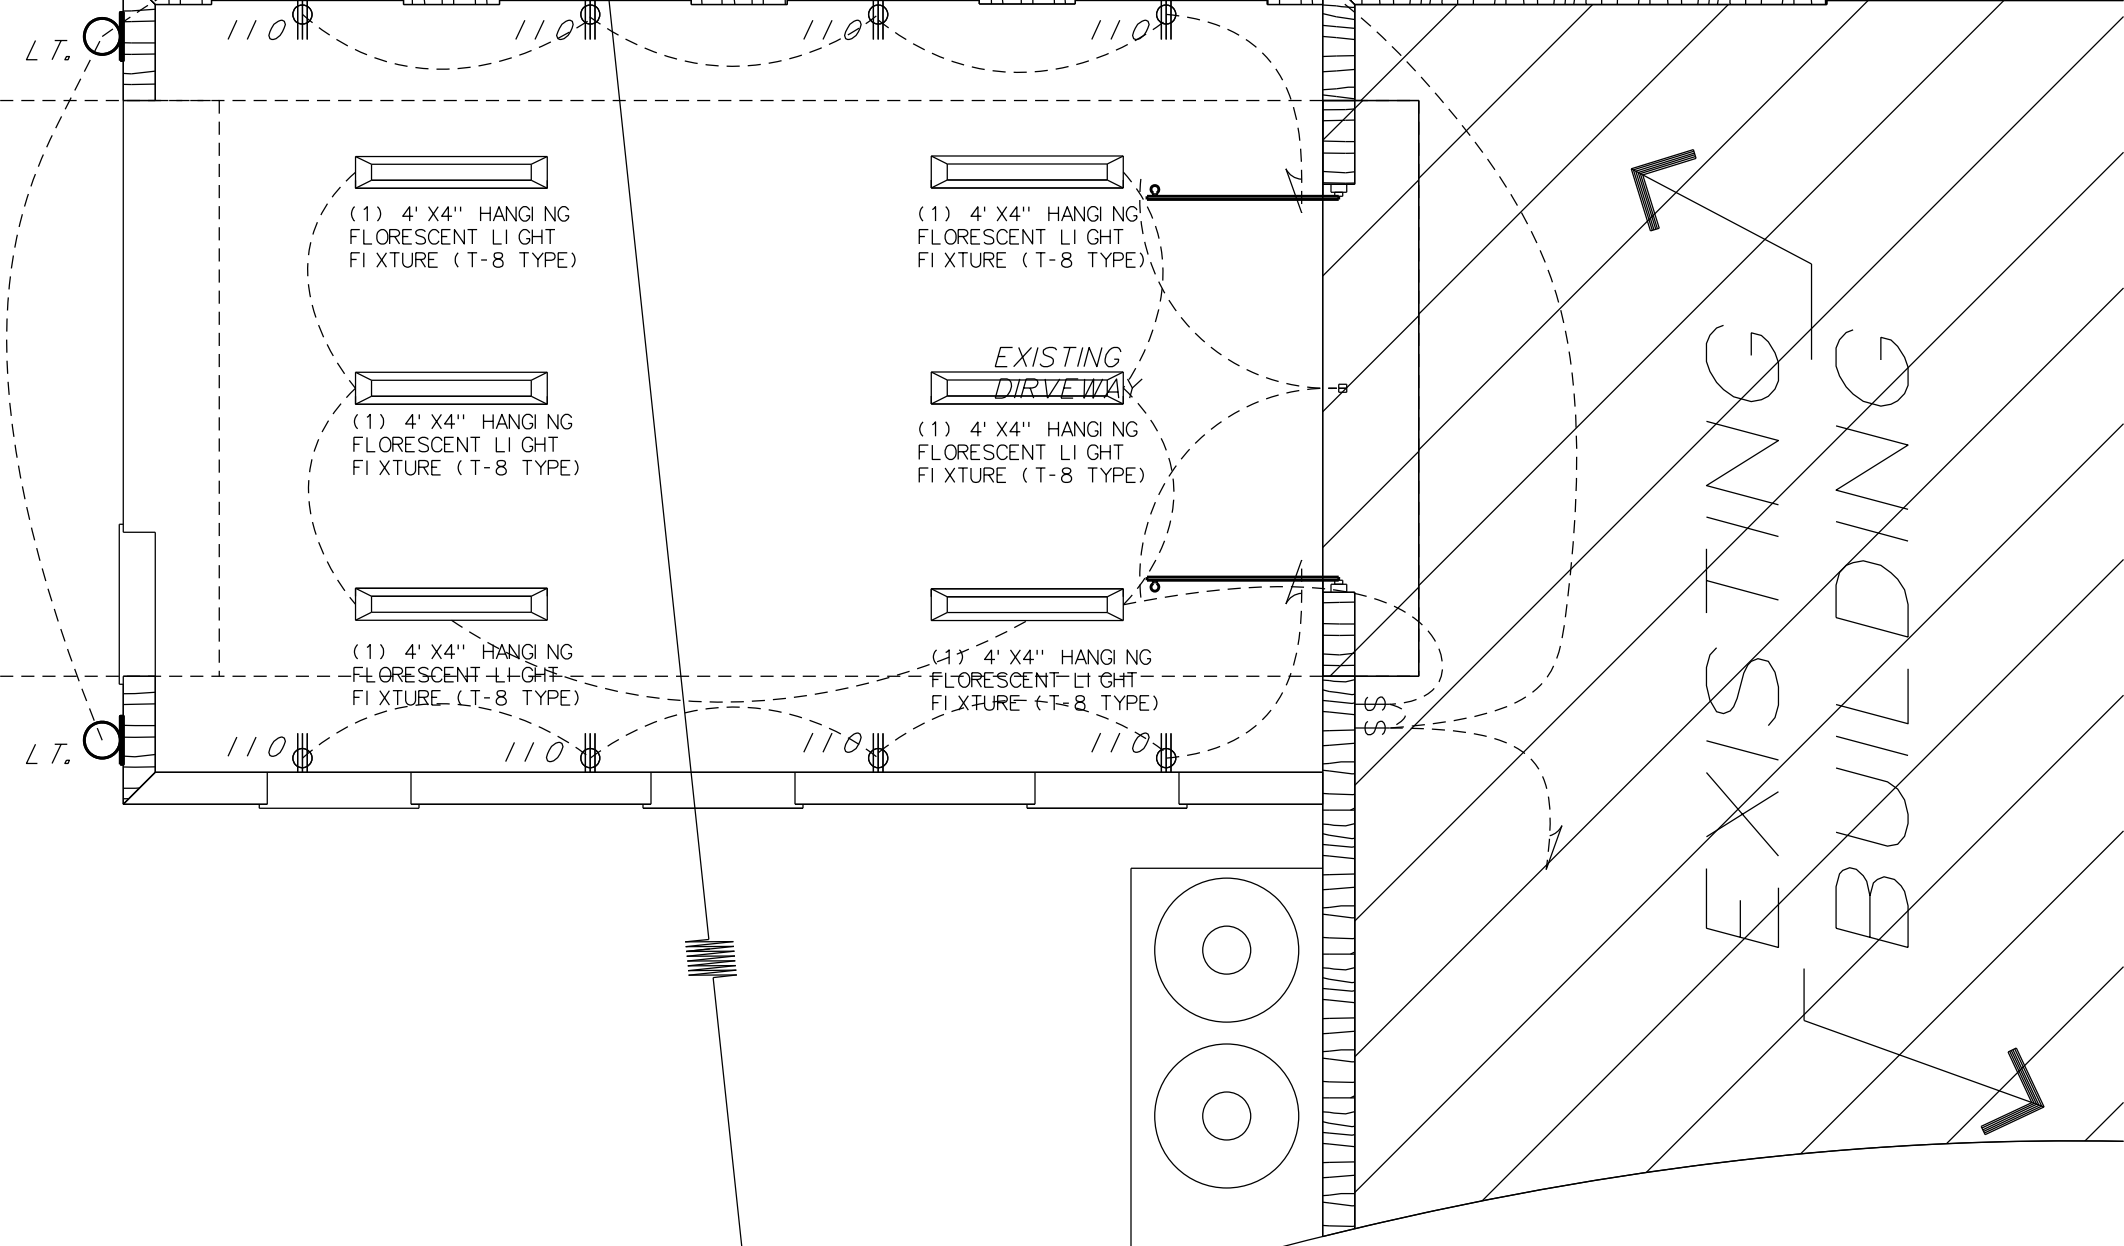 110
110
110
110
LT.
(1) 4'X4" HANGING
FLORESCENT LIGHT
FIXTURE (T-8 TYPE)
(1) 4'X4" HANGING
FLORESCENT LIGHT
FIXTURE (T-8 TYPE)
EXISTING
DIRVEWAY
(1) 4'X4" HANGING
FLORESCENT LIGHT
FIXTURE (T-8 TYPE)
(1) 4'X4" HANGING
FLORESCENT LIGHT
FIXTURE (T-8 TYPE)
(1) 4'X4" HANGING
FLORESCENT LIGHT
FIXTURE (T-8 TYPE)
(1) 4'X4" HANGING
FLORESCENT LIGHT
FIXTURE (T-8 TYPE)
S
S
110
110
110
110
LT.
EXISTING
BUILDING